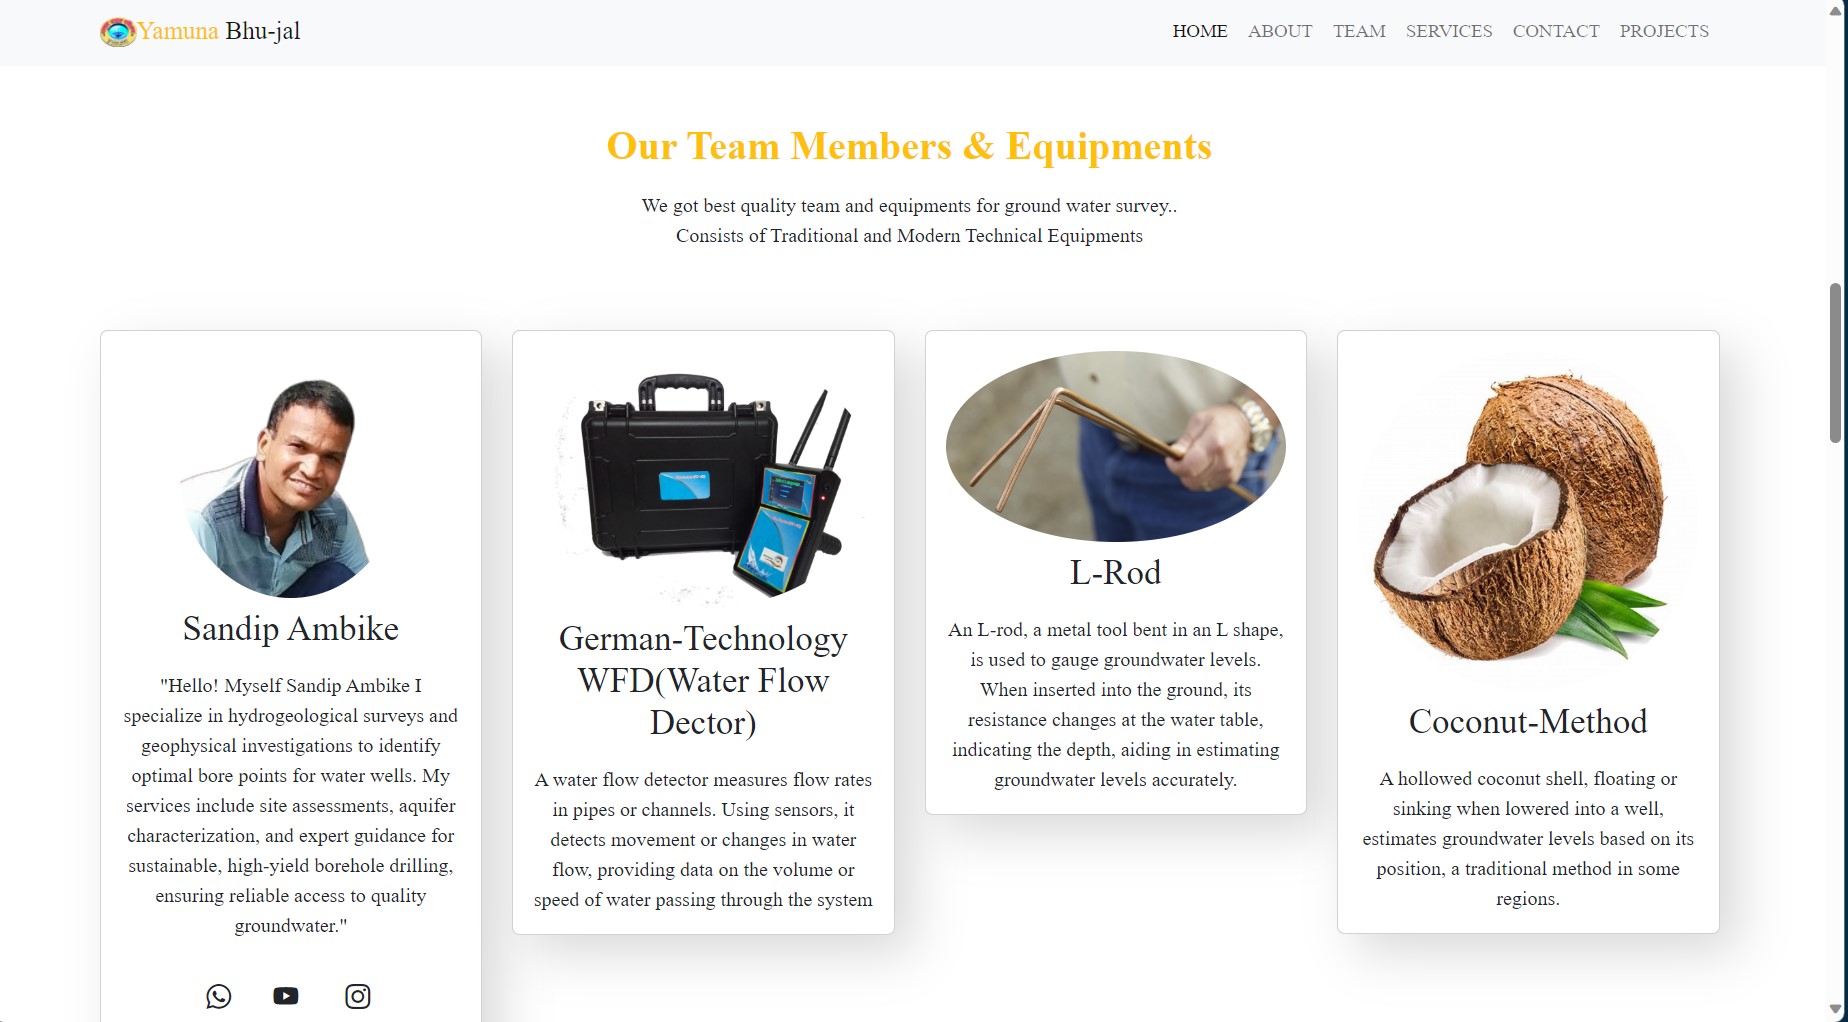 Yamuna Bhu-jal
HOME ABOUT TEAM SERVICES CONTACT PROJECTS
Our Team Members & Equipments
We got best quality team and equipments for ground water survey..
Consists of Traditional and Modern Technical Equipments
Sandip Ambike
"Hello! Myself Sandip Ambike I
specialize in hydrogeological surveys and
geophysical investigations to identify
optimal bore points for water wells. My
services include site assessments, aquifer
characterization, and expert guidance for
sustainable, high-yield borehole drilling,
ensuring reliable access to quality
groundwater."
German-Technology
WFD(Water Flow
Dector)
A water flow detector measures flow rates
in pipes or channels. Using sensors, it
detects movement or changes in water
flow, providing data on the volume or
speed of water passing through the system
L-Rod
An L-rod, a metal tool bent in an L shape,
is used to gauge groundwater levels.
When inserted into the ground, its
resistance changes at the water table,
indicating the depth, aiding in estimating
groundwater levels accurately.
Coconut-Method
A hollowed coconut shell, floating or
sinking when lowered into a well,
estimates groundwater levels based on its
position, a traditional method in some
regions.